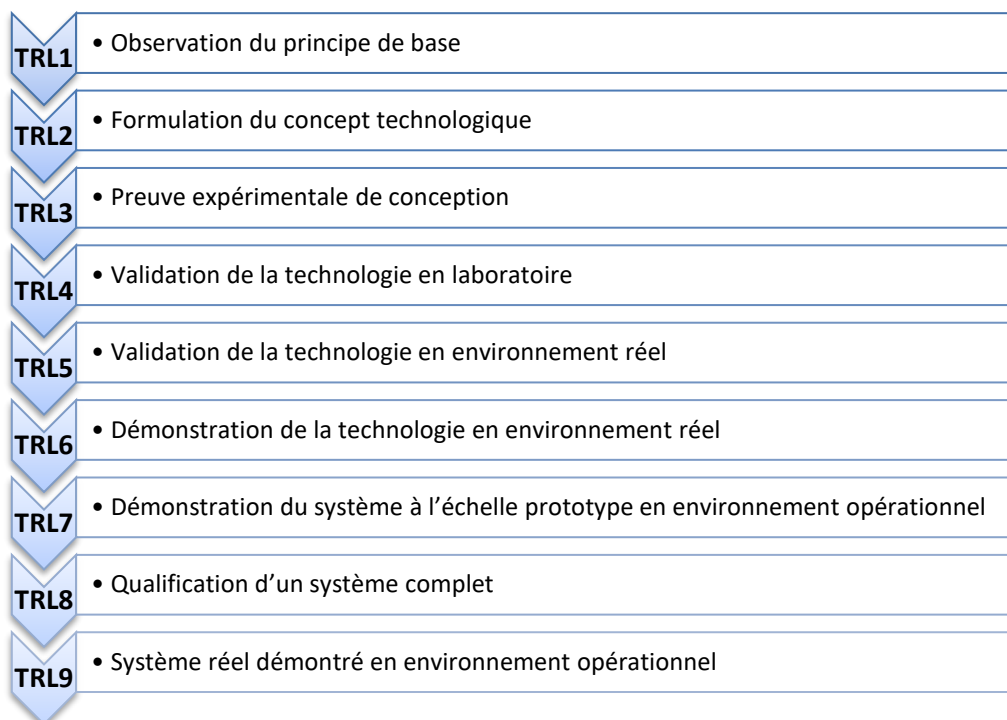 TRL1
• Observation du principe de base
TRL2
• Formulation du concept technologique
TRL3
• Preuve expérimentale de conception
TRL4
• Validation de la technologie en laboratoire
TRL5
• Validation de la technologie en environnement réel
TRL6
• Démonstration de la technologie en environnement réel
TRL7
• Démonstration du système à l’échelle prototype en environnement opérationnel
TRL8
• Qualification d’un système complet
TRL9
• Système réel démontré en environnement opérationnel